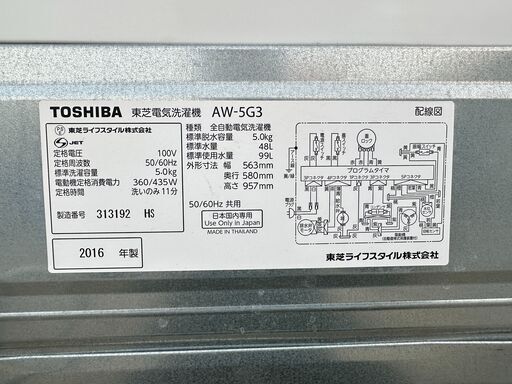 TOSHIBA 東芝電気洗濯機 AW-5G3
配線図
東芝ライフスタイル株式会社
JET
定格電圧 100V
定格周波数 50/60Hz
標準洗濯容量 5.0kg
電動機定格消費電力 360/435W
定格時間 洗いのみ11分
製造番号 313192 HS
2016 年製
種類 全自動電気洗濯機
標準脱水容量 5.0kg
標準水量 48L
標準使用水量 99L
外形寸法 幅 563mm
奥行 580mm
高さ 957mm
50/60Hz 共用
日本国内専用
Use Only in Japan
MADE IN THAILAND
蓋
ロック
プログラムタイマ
東芝ライフスタイル株式会社